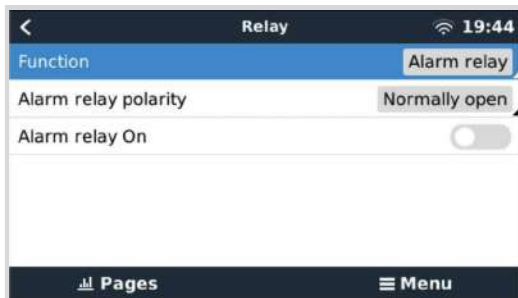 Relay 19:44
Function Alarm relay
Alarm relay polarity Normally open
Alarm relay On
Pages Menu